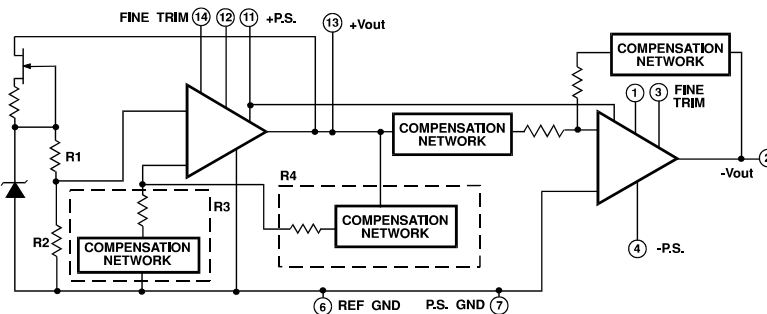 FINE TRIM 14 12 11 +P.S.
13 +Vout
COMPENSATION
NETWORK
1 3 FINE
TRIM
COMPENSATION
NETWORK
R1
R4
2
-Vout
R3
COMPENSATION
NETWORK
R2
COMPENSATION
NETWORK
4 -P.S.
6 REF GND P.S. GND 7